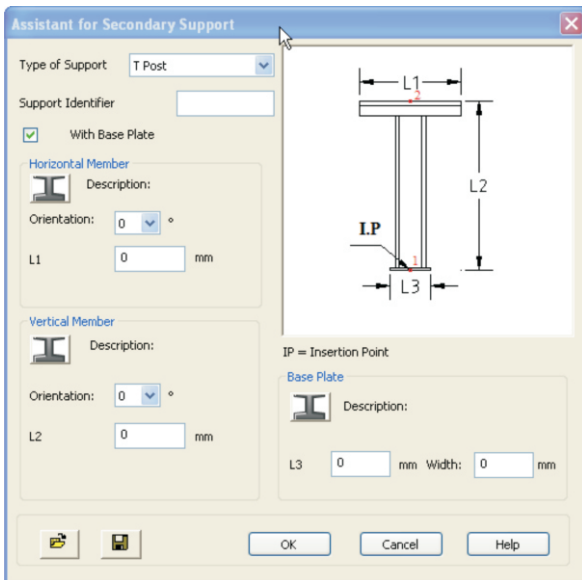 Assistant for Secondary Support
Type of Support T Post
Support Identifier
With Base Plate
Horizontal Member
Description:
Orientation: 0 °
L1 0 mm
Vertical Member
Description:
Orientation: 0 °
L2 0 mm
L1
2
L2
I.P
1
L3
IP = Insertion Point
Base Plate
Description:
L3 0 mm Width: 0 mm
OK Cancel Help